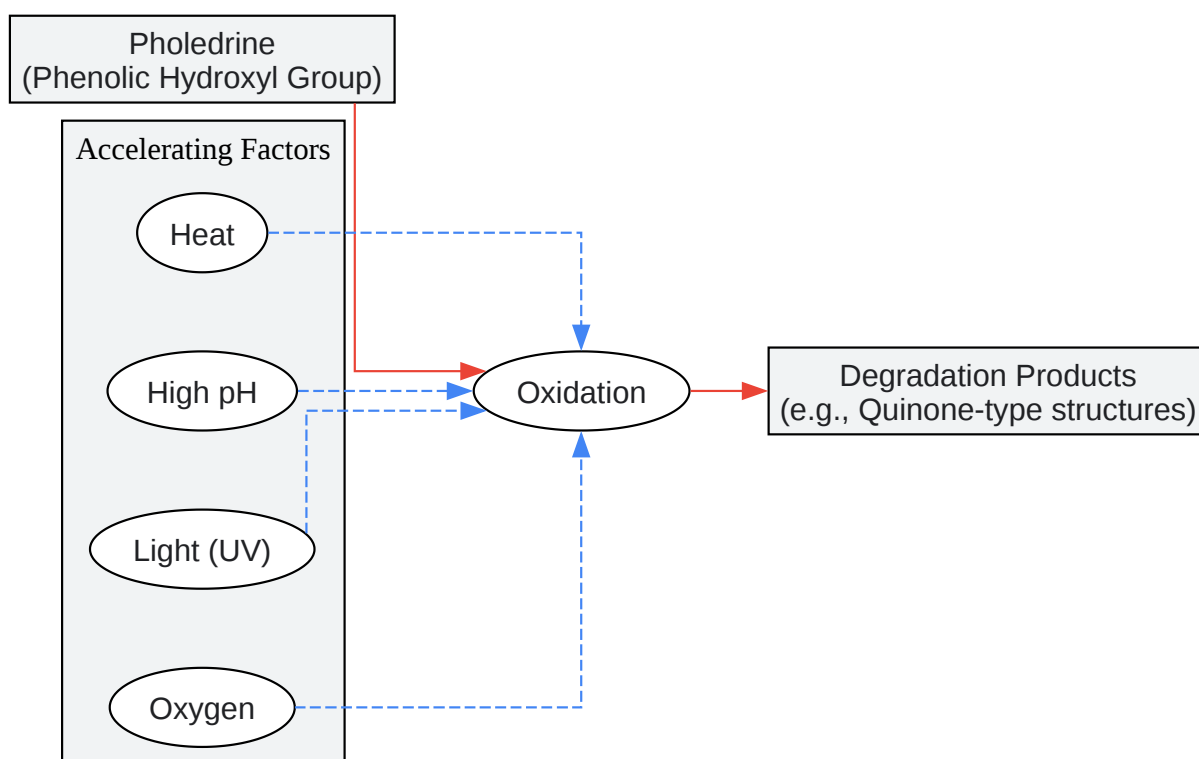 Pholedrine
(Phenolic Hydroxyl Group)
Accelerating Factors
Heat
High pH
Light (UV)
Oxygen
Oxidation
Degradation Products
(e.g., Quinone-type structures)